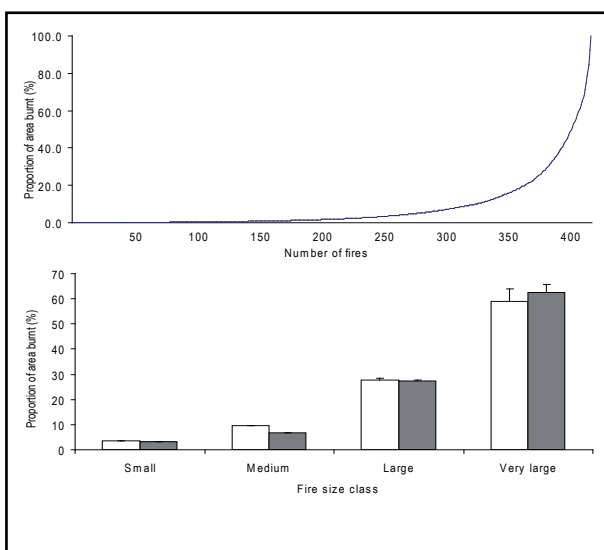 100.0
80.0
60.0
40.0
20.0
0.0
Proportion of area burnt (%)
50 100 150 200 250 300 350 400
Number of fires
70
60
50
40
30
20
10
0
Proportion of area burnt (%)
Small Medium Large Very large
Fire size class